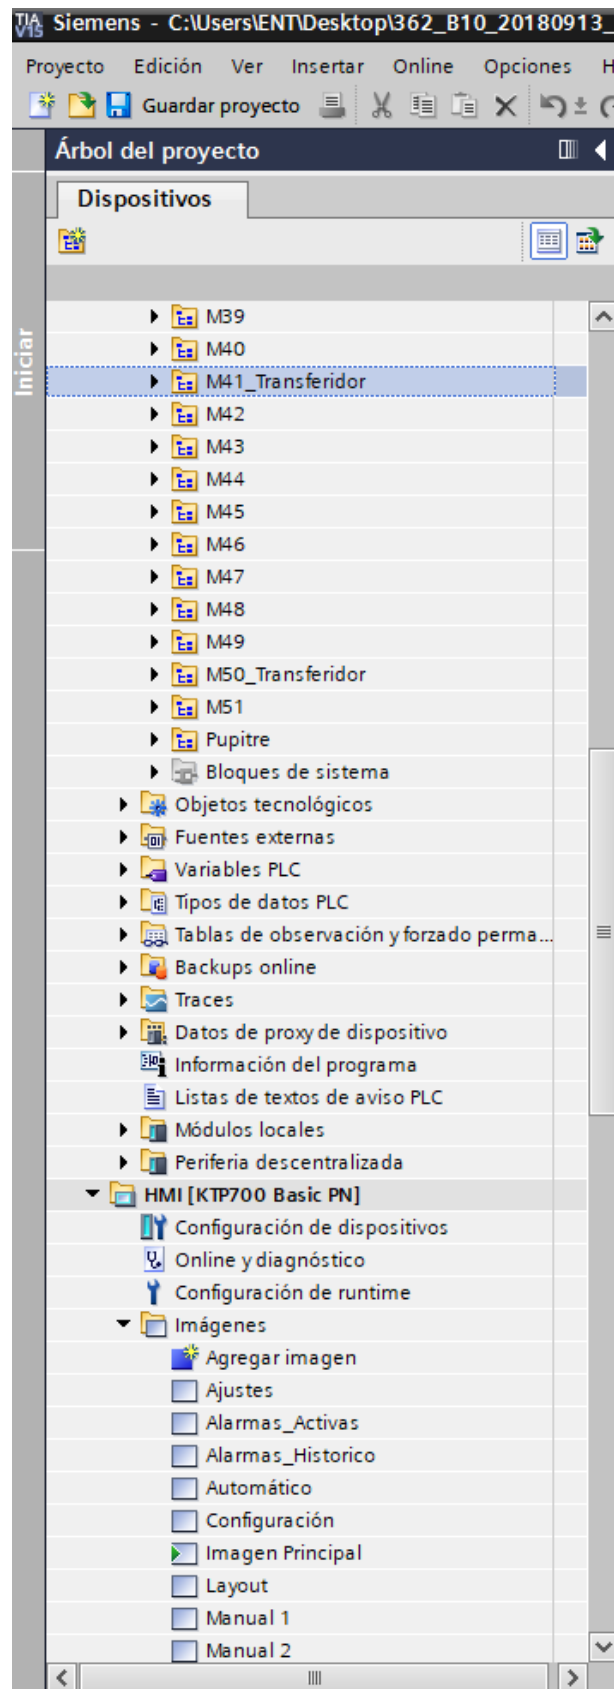 TIA V15 Siemens - C:\Users\ENT\Desktop\362_B10_20180913_
Proyecto Edición Ver Insertar Online Opciones H
Guardar proyecto
Árbol del proyecto
Dispositivos
Iniciar
M39
M40
M41_Transferidor
M42
M43
M44
M45
M46
M47
M48
M49
M50_Transferidor
M51
Pupitre
Bloques de sistema
Objetos tecnológicos
Fuentes externas
Variables PLC
Tipos de datos PLC
Tablas de observación y forzado perma...
Backups online
Traces
Datos de proxy de dispositivo
Información del programa
Listas de textos de aviso PLC
Módulos locales
Periferia descentralizada
HMI [KTP700 Basic PN]
Configuración de dispositivos
Online y diagnóstico
Configuración de runtime
Imágenes
Agregar imagen
Ajustes
Alarmas_Activas
Alarmas_Historico
Automático
Configuración
Imagen Principal
Layout
Manual 1
Manual 2